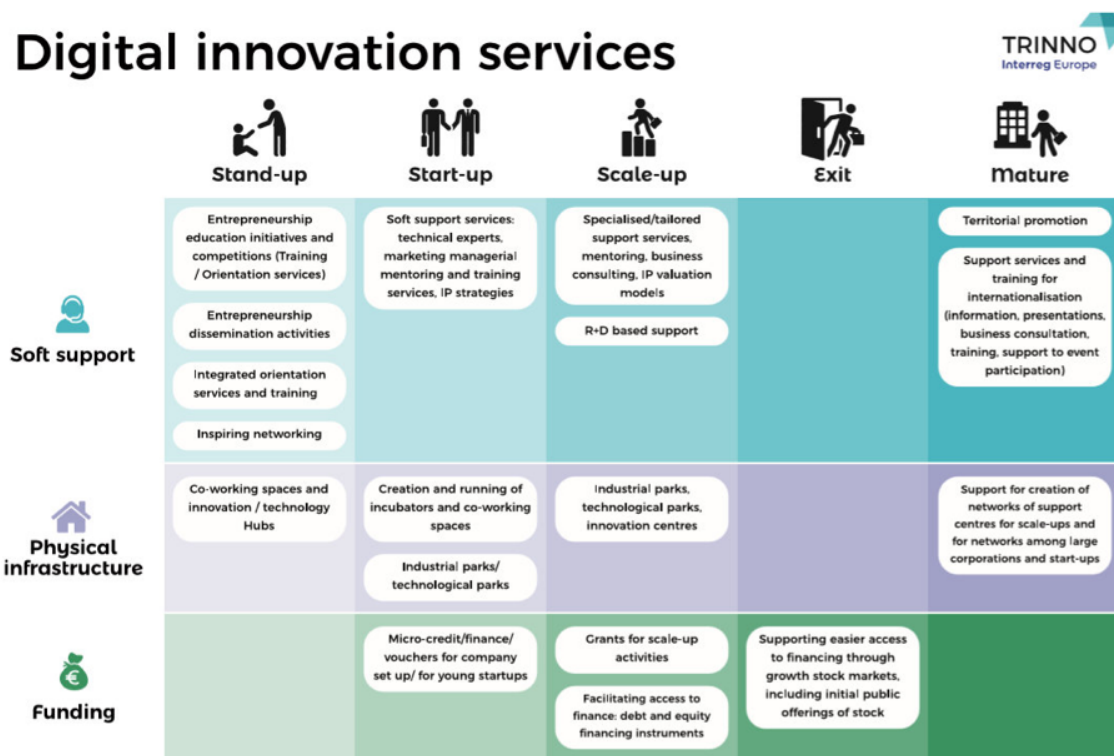 Digital innovation services
TRINNO
Interreg Europe
Stand-up
Start-up
Scale-up
Exit
Mature
Soft support
Entrepreneurship
education initiatives and
competitions (Training
/ Orientation services)
Entrepreneurship
dissemination activities
Integrated orientation
services and training
Inspiring networking
Soft support services:
technical experts,
marketing managerial
mentoring and training
services, IP strategies
Specialised/tailored
support services,
mentoring, business
consulting, IP valuation
models
R+D based support
Territorial promotion
Support services and
training for
internationalisation
(information, presentations,
business consultation,
training, support to event
participation)
Physical
infrastructure
Co-working spaces and
innovation / technology
Hubs
Creation and running of
incubators and co-working
spaces
Industrial parks/
technological parks
Industrial parks,
technological parks,
innovation centres
Support for creation of
networks of support
centres for scale-ups and
for networks among large
corporations and start-ups
€
Funding
Micro-credit/finance/
vouchers for company
set up/ for young startups
Grants for scale-up
activities
Facilitating access to
finance: debt and equity
financing instruments
Supporting easier access
to financing through
growth stock markets,
including initial public
offerings of stock